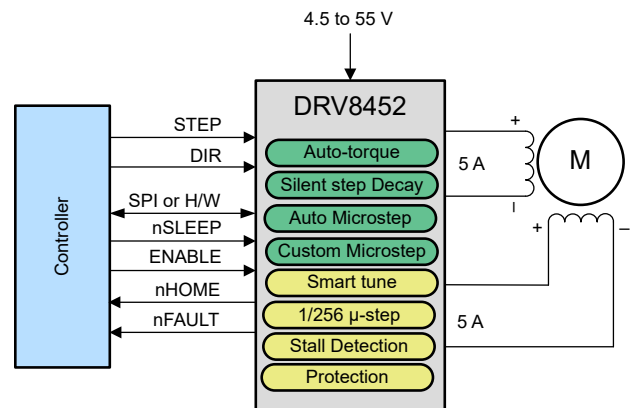 4.5 to 55 V
DRV8452
Controller
STEP
DIR
SPI or H/W
nSLEEP
ENABLE
nHOME
nFAULT
Auto-torque
Silent step Decay
Auto Microstep
Custom Microstep
Smart tune
1/256 μ-step
Stall Detection
Protection
+
5 A
–
M
+ –
5 A